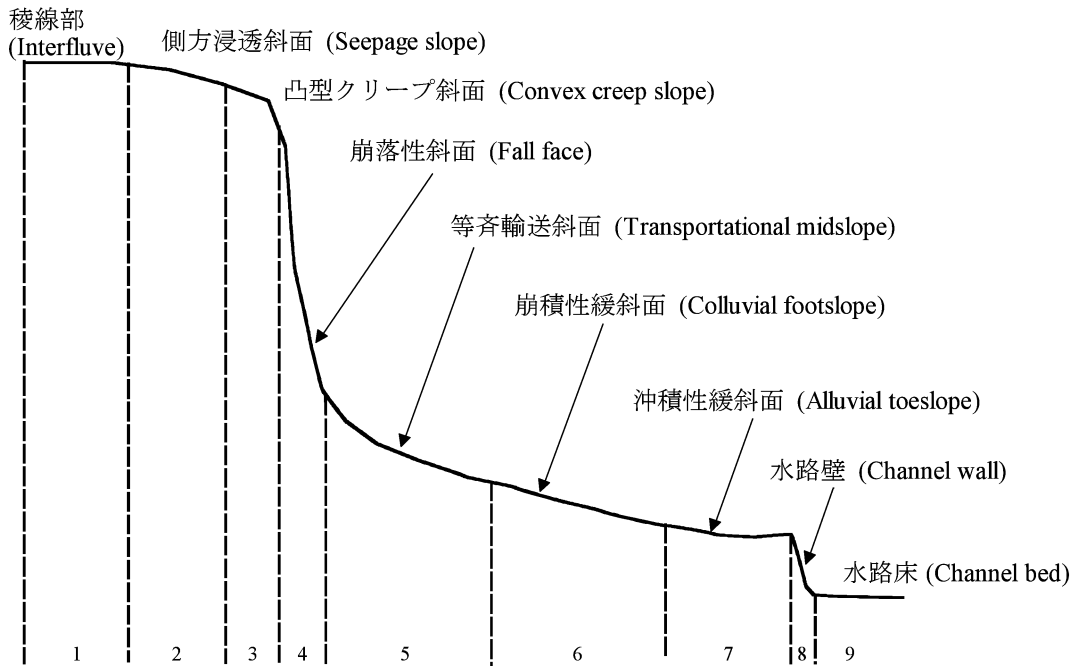 稜線部
(Interfluve)
側方浸透斜面 (Seepage slope)
凸型クリープ斜面 (Convex creep slope)
崩落性斜面 (Fall face)
等斉輸送斜面 (Transportational midslope)
崩積性緩斜面 (Colluvial footslope)
沖積性緩斜面 (Alluvial toeslope)
水路壁 (Channel wall)
水路床 (Channel bed)
1 2 3 4 5 6 7 8 9